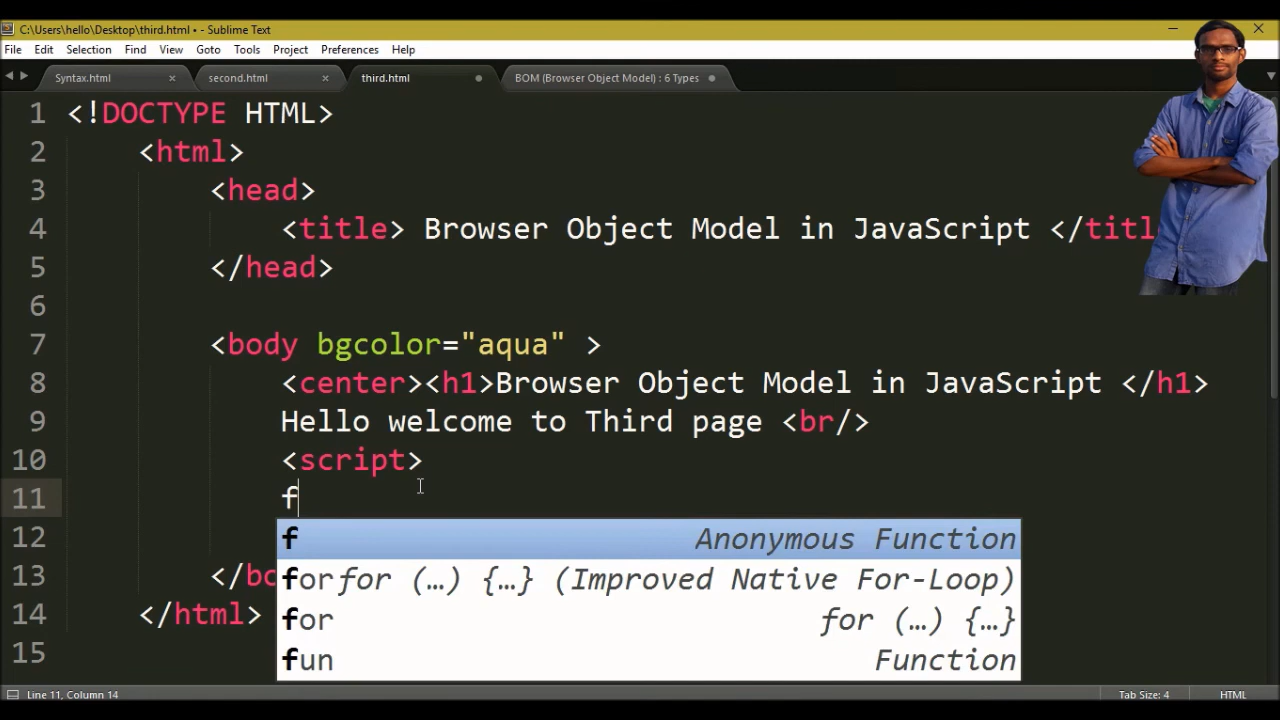 C:\Users\hello\Desktop\third.html • - Sublime Text
File Edit Selection Find View Goto Tools Project Preferences Help
Syntax.html second.html third.html BOM (Browser Object Model) : 6 Types
1 <!DOCTYPE HTML>
2 <html>
3 <head>
4 <title> Browser Object Model in JavaScript </titl
5 </head>
6
7 <body bgcolor="aqua" >
8 <center><h1>Browser Object Model in JavaScript </h1>
9 Hello welcome to Third page <br/>
10 <script>
11 f
12 f Anonymous Function
13 </bo for for (…) {…} (Improved Native For-Loop)
14 </html> for for (…) {…}
15 fun Function
Line 11, Column 14 Tab Size: 4 HTML